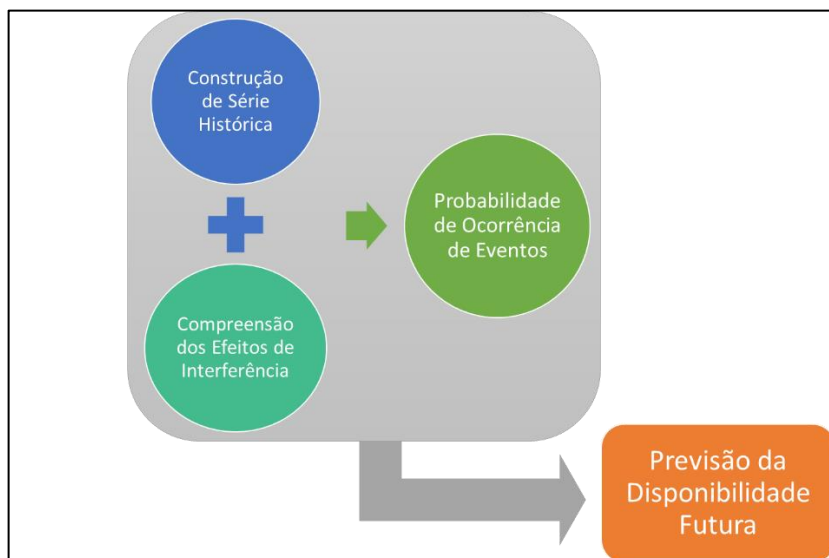 Construção
de Série
Histórica
Probabilidade
de Ocorrência
de Eventos
Compreensão
dos Efeitos de
Interferência
Previsão da
Disponibilidade
Futura